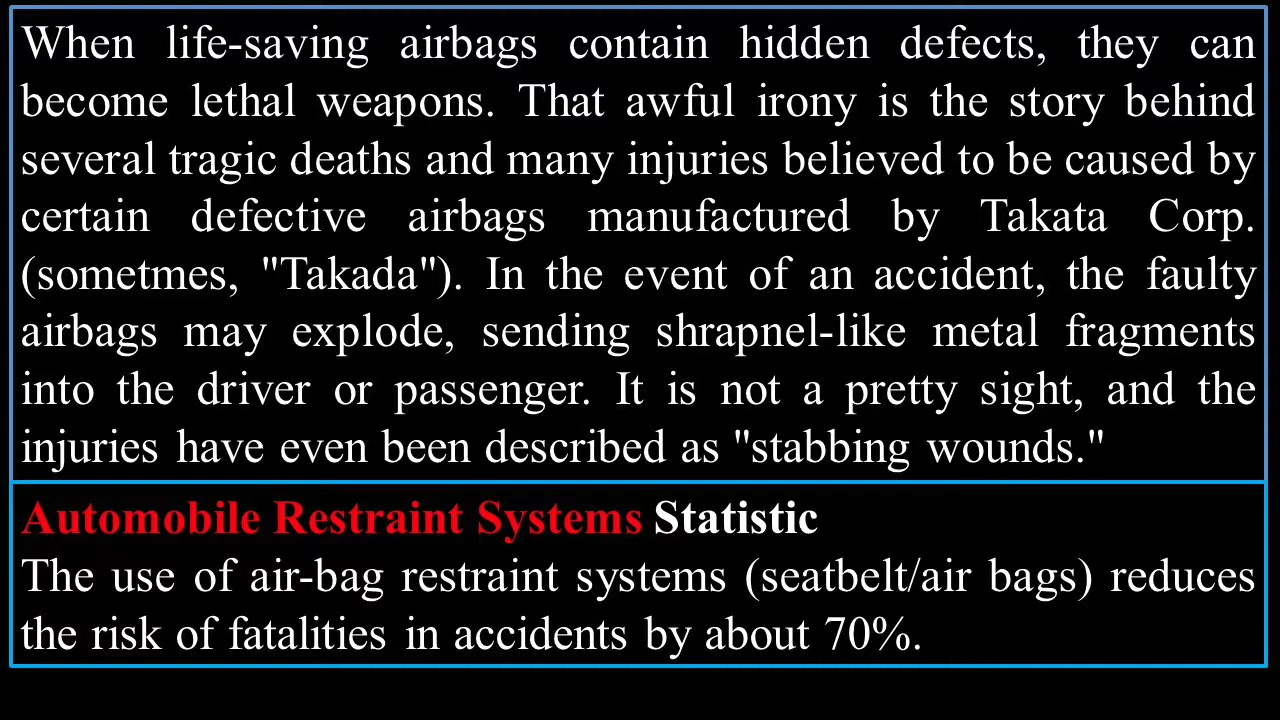 When life-saving airbags contain hidden defects, they can
become lethal weapons. That awful irony is the story behind
several tragic deaths and many injuries believed to be caused by
certain defective airbags manufactured by Takata Corp.
(sometmes, "Takada"). In the event of an accident, the faulty
airbags may explode, sending shrapnel-like metal fragments
into the driver or passenger. It is not a pretty sight, and the
injuries have even been described as "stabbing wounds."
Automobile Restraint Systems Statistic
The use of air-bag restraint systems (seatbelt/air bags) reduces
the risk of fatalities in accidents by about 70%.